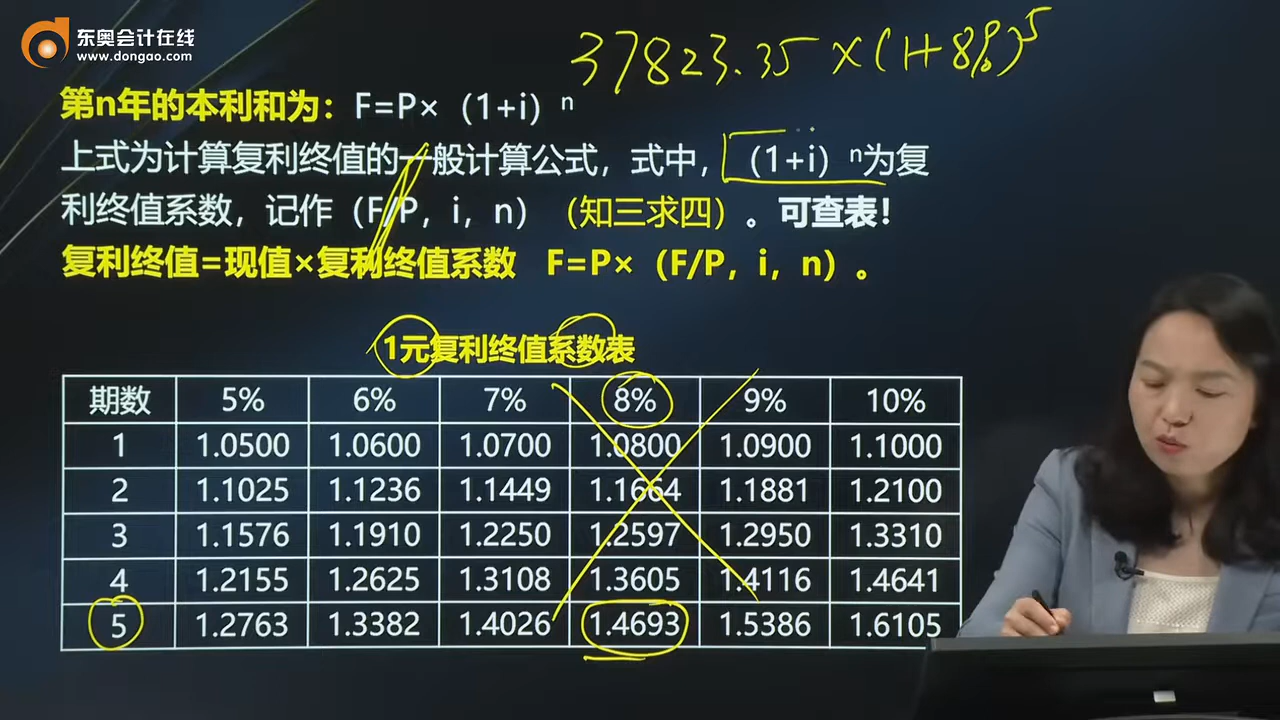 东奥会计在线
www.dongao.com
37823.35×(1+8%)^5
第n年的本利和为：F=P×（1+i）ⁿ
上式为计算复利终值的一般计算公式，式中，（1+i）ⁿ为复
利终值系数，记作（F/P，i，n）（知三求四）。可查表！
复利终值=现值×复利终值系数 F=P×（F/P，i，n）。
1元复利终值系数表
期数 5% 6% 7% 8% 9% 10%
1 1.0500 1.0600 1.0700 1.0800 1.0900 1.1000
2 1.1025 1.1236 1.1449 1.1664 1.1881 1.2100
3 1.1576 1.1910 1.2250 1.2597 1.2950 1.3310
4 1.2155 1.2625 1.3108 1.3605 1.4116 1.4641
5 1.2763 1.3382 1.4026 1.4693 1.5386 1.6105